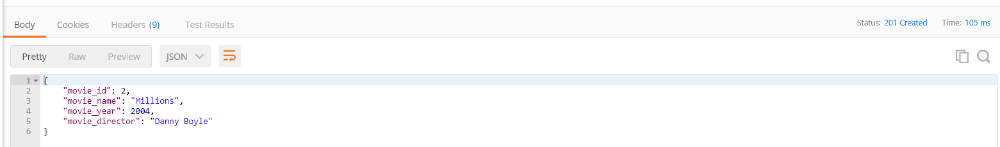 Body Cookies Headers (9) Test Results Status: 201 Created Time: 105 ms
Pretty Raw Preview JSON
1 {
2 "movie_id": 2,
3 "movie_name": "Millions",
4 "movie_year": 2004,
5 "movie_director": "Danny Boyle"
6 }